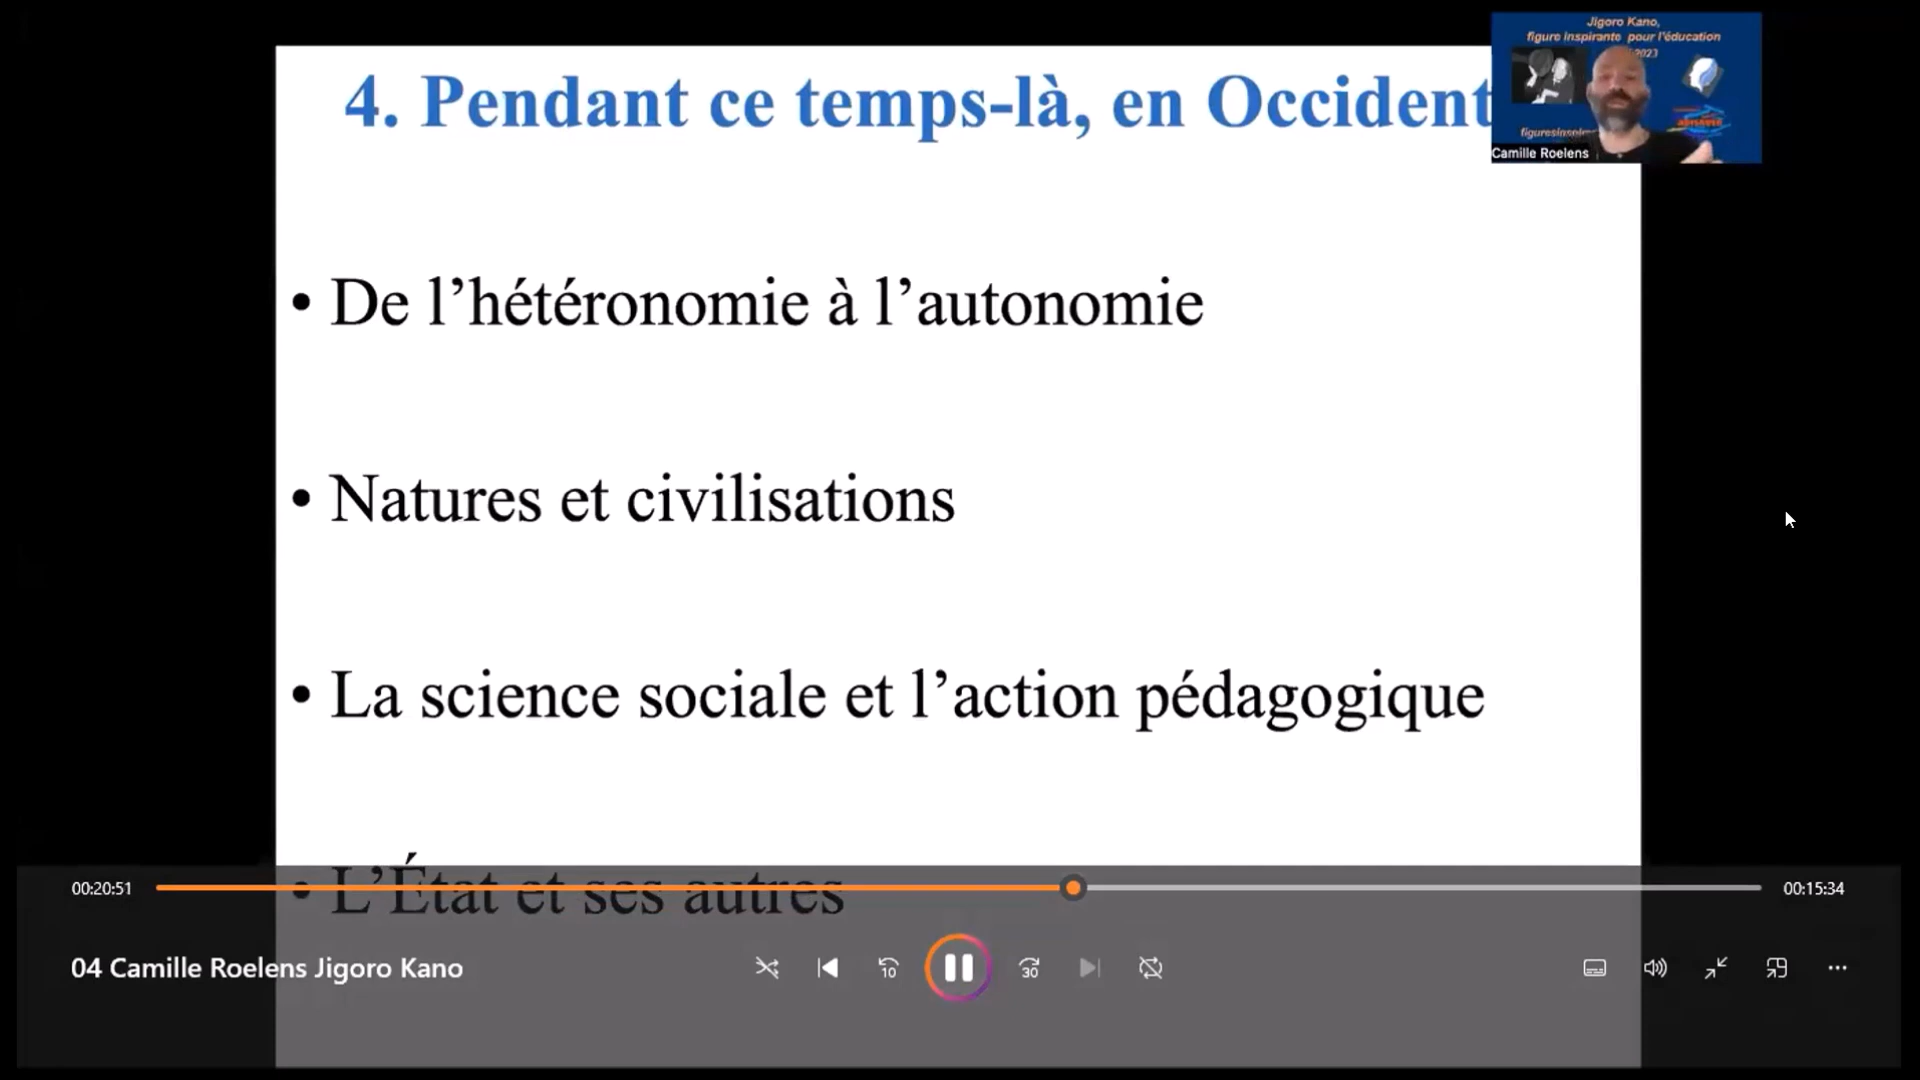 Jigoro Kano,
figure inspirante pour l'éducation
2023
4. Pendant ce temps-là, en Occident
Camille Roelens
• De l’hétéronomie à l’autonomie
• Natures et civilisations
• La science sociale et l’action pédagogique
• L’État et ses autres
00:20:51
00:15:34
04 Camille Roelens Jigoro Kano
10
30